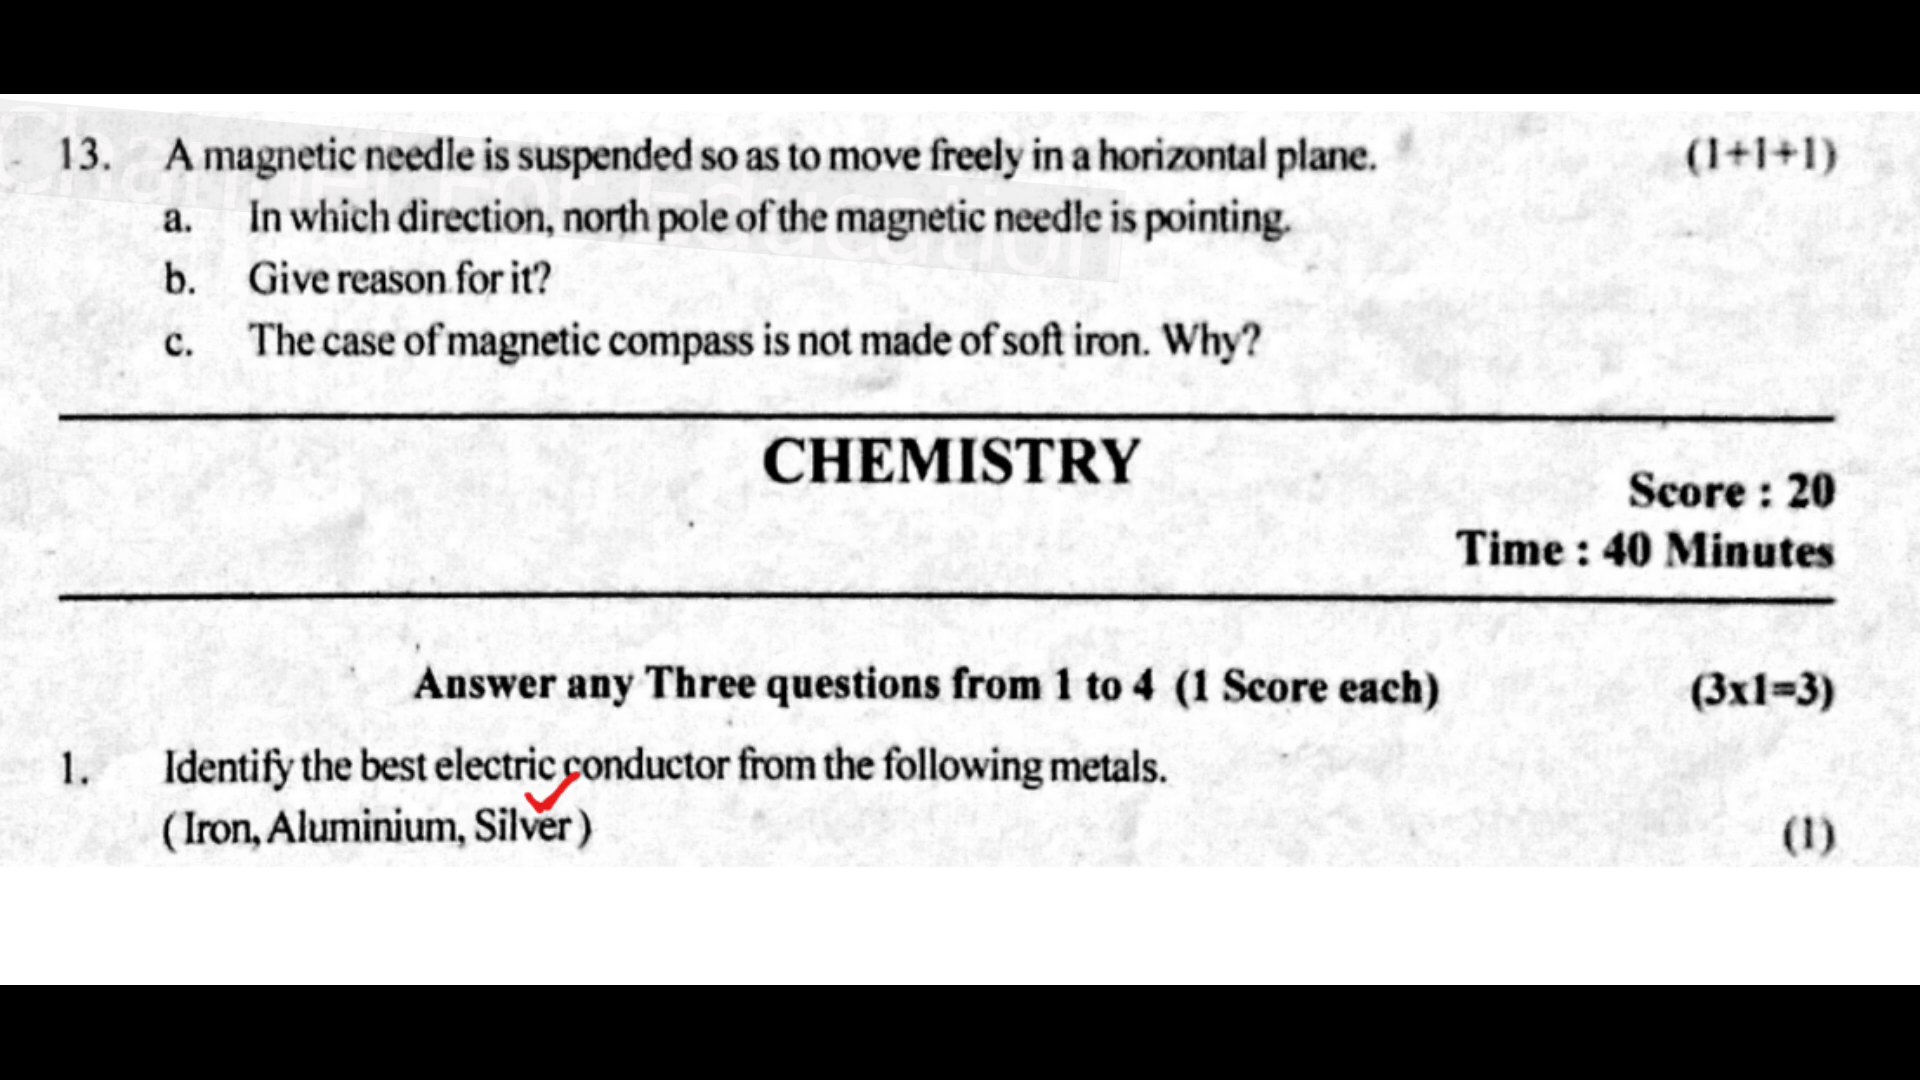 Channel For Education
13. A magnetic needle is suspended so as to move freely in a horizontal plane. (1+1+1)
a. In which direction, north pole of the magnetic needle is pointing.
b. Give reason for it?
c. The case of magnetic compass is not made of soft iron. Why?
CHEMISTRY
Score : 20
Time : 40 Minutes
Answer any Three questions from 1 to 4 (1 Score each) (3x1=3)
1. Identify the best electric conductor from the following metals.
( Iron, Aluminium, Silver ) (1)